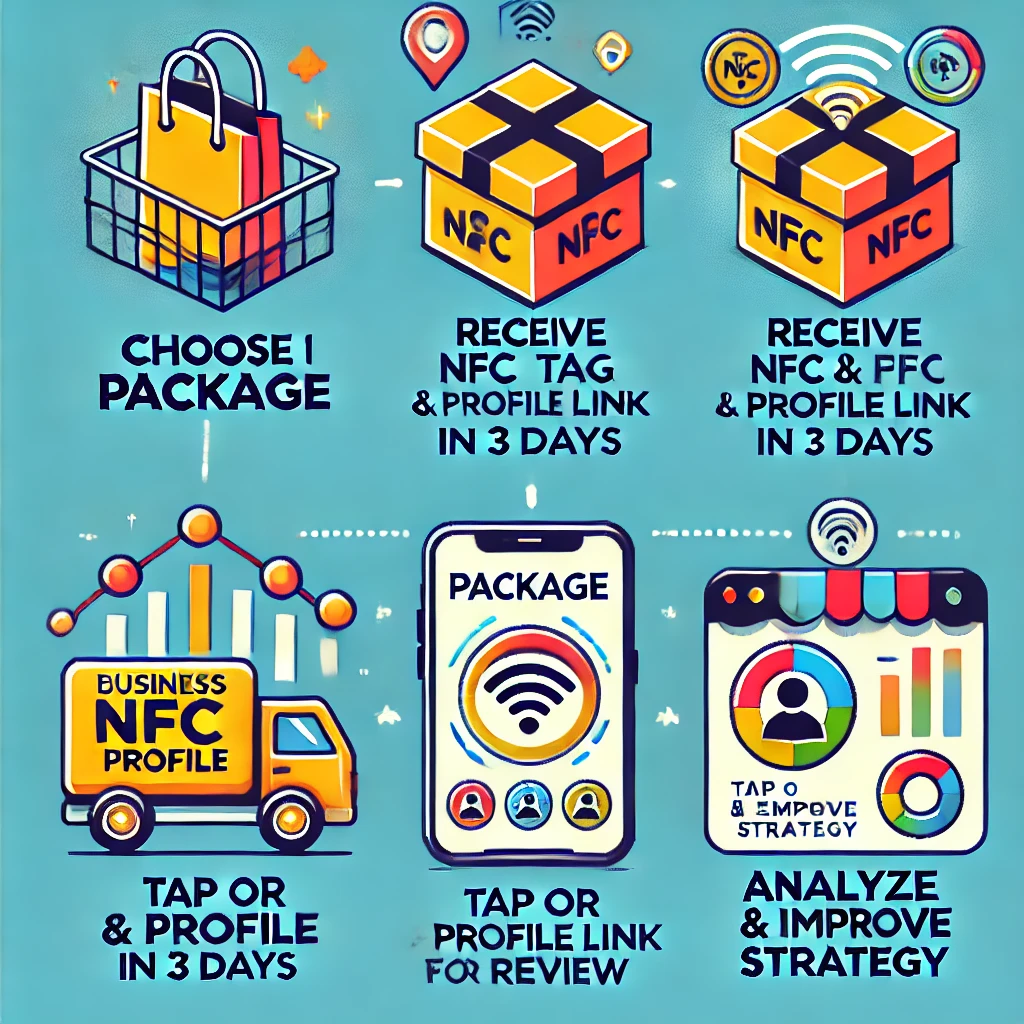 NFC
NFC
NFC
CHOOSE 1
PACKAGE
RECEIVE
NFC TAG
& PROFILE LINK
IN 3 DAYS
RECEIVE
NFC & PFC
& PROFILE LINK
IN 3 DAYS
BUSINESS
NFC
PROFILE
PACKAGE
TAP O
& EMPROVE
STRATEGY
TAP OR
& PROFILE
IN 3 DAYS
TAP OR
PROFILE LINK
FOR REVIEW
ANALYZE
& IMPROVE
STRATEGY